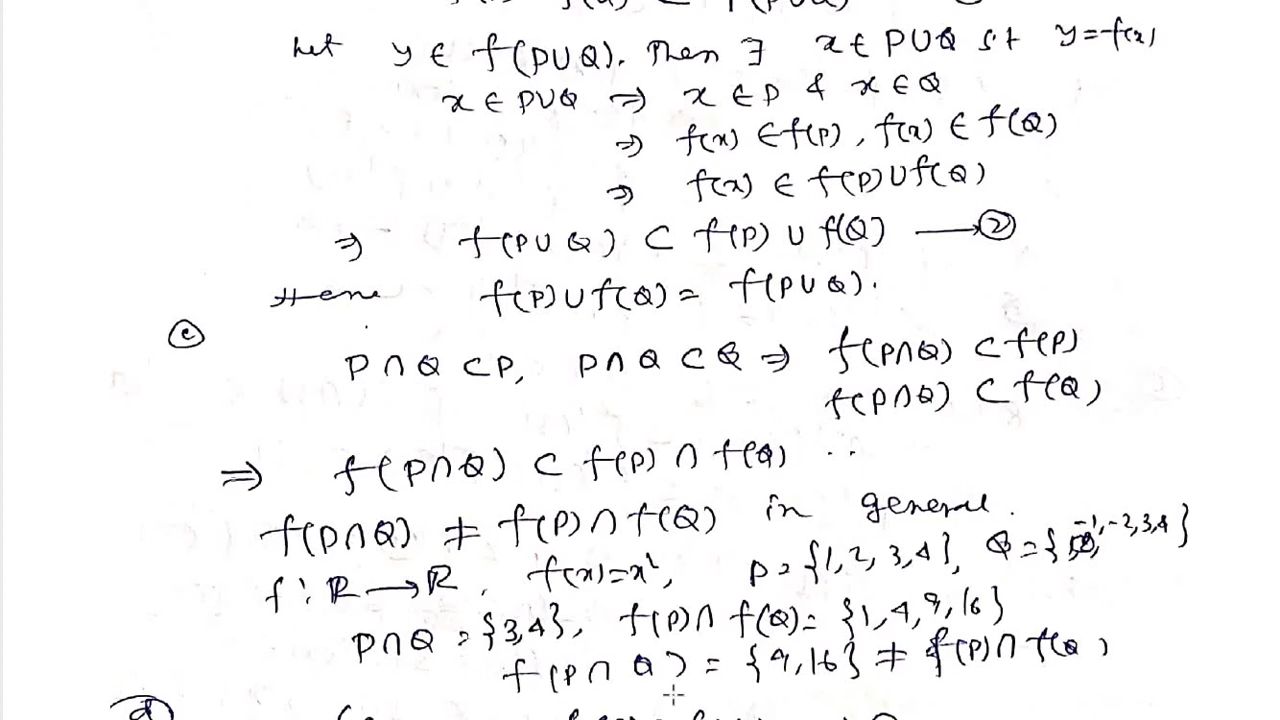 Let y ∈ f(P∪Q). Then ∃ x ∈ P∪Q s t y=f(x)
x ∈ P∪Q ⇒ x ∈ P & x ∈ Q
⇒ f(x) ∈ f(P), f(x) ∈ f(Q)
⇒ f(x) ∈ f(P)∪f(Q)
⇒ f(P∪Q) ⊂ f(P) ∪ f(Q) —②
Hence f(P)∪f(Q) = f(P∪Q).
ⓒ
P∩Q ⊂P, P∩Q ⊂Q ⇒ f(P∩Q) ⊂ f(P)
f(P∩Q) ⊂ f(Q)
⇒ f(P∩Q) ⊂ f(P) ∩ f(Q) ..
f(P∩Q) ≠ f(P)∩f(Q) in general.
f: ℝ→ℝ, f(x)=x², P={1,2,3,4}, Q={-1,-2,3,4}
P∩Q = {3,4}, f(P)∩f(Q)= {1,4,9,16}
f(P∩Q) = {9,16} ≠ f(P)∩f(Q)
ⓓ